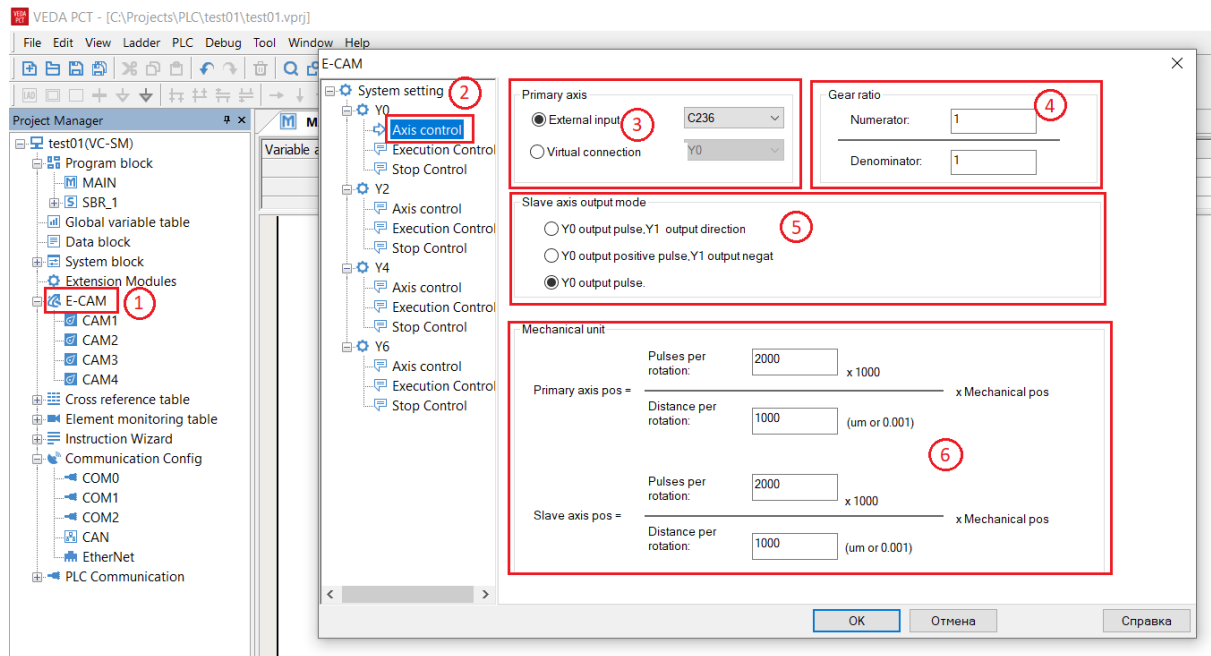 VEDA PCT - [C:\Projects\PLC\test01\test01.vprj]
File Edit View Ladder PLC Debug Tool Window Help
Project Manager
test01(VC-SM)
Program block
MAIN
SBR_1
Global variable table
Data block
System block
Extension Modules
E-CAM
1
CAM1
CAM2
CAM3
CAM4
Cross reference table
Element monitoring table
Instruction Wizard
Communication Config
COM0
COM1
COM2
CAN
EtherNet
PLC Communication
M
Variable a
E-CAM
System setting
2
Y0
Axis control
Execution Control
Stop Control
Y2
Axis control
Execution Control
Stop Control
Y4
Axis control
Execution Control
Stop Control
Y6
Axis control
Execution Control
Stop Control
Primary axis
External input
3
C236
Virtual connection
Y0
Gear ratio
4
Numerator:
1
Denominator:
1
Slave axis output mode
5
Y0 output pulse,Y1 output direction
Y0 output positive pulse,Y1 output negat
Y0 output pulse.
Mechanical unit
Pulses per
rotation:
2000
x 1000
Primary axis pos =
x Mechanical pos
Distance per
rotation:
1000
(um or 0.001)
6
Pulses per
rotation:
2000
x 1000
Slave axis pos =
x Mechanical pos
Distance per
rotation:
1000
(um or 0.001)
OK
Отмена
Справка